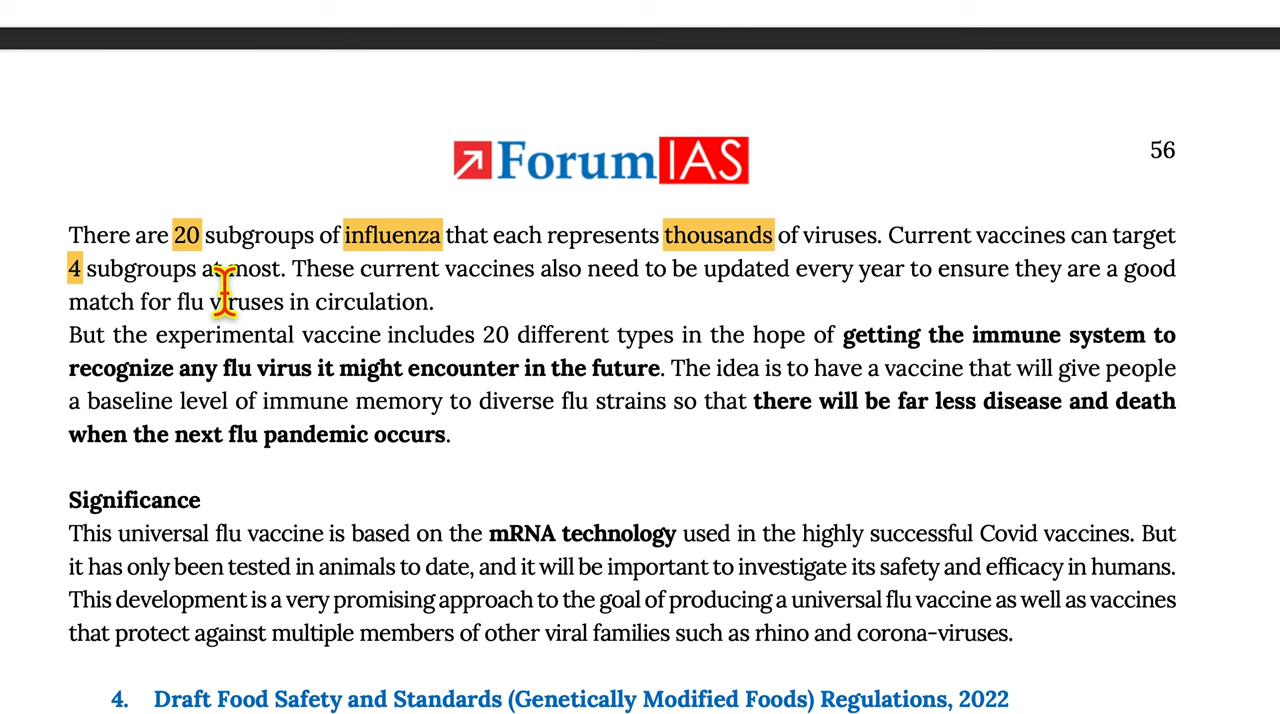 Forum IAS
56
There are 20 subgroups of influenza that each represents thousands of viruses. Current vaccines can target
4 subgroups at most. These current vaccines also need to be updated every year to ensure they are a good
match for flu viruses in circulation.
But the experimental vaccine includes 20 different types in the hope of getting the immune system to
recognize any flu virus it might encounter in the future. The idea is to have a vaccine that will give people
a baseline level of immune memory to diverse flu strains so that there will be far less disease and death
when the next flu pandemic occurs.
Significance
This universal flu vaccine is based on the mRNA technology used in the highly successful Covid vaccines. But
it has only been tested in animals to date, and it will be important to investigate its safety and efficacy in humans.
This development is a very promising approach to the goal of producing a universal flu vaccine as well as vaccines
that protect against multiple members of other viral families such as rhino and corona-viruses.
4. Draft Food Safety and Standards (Genetically Modified Foods) Regulations, 2022